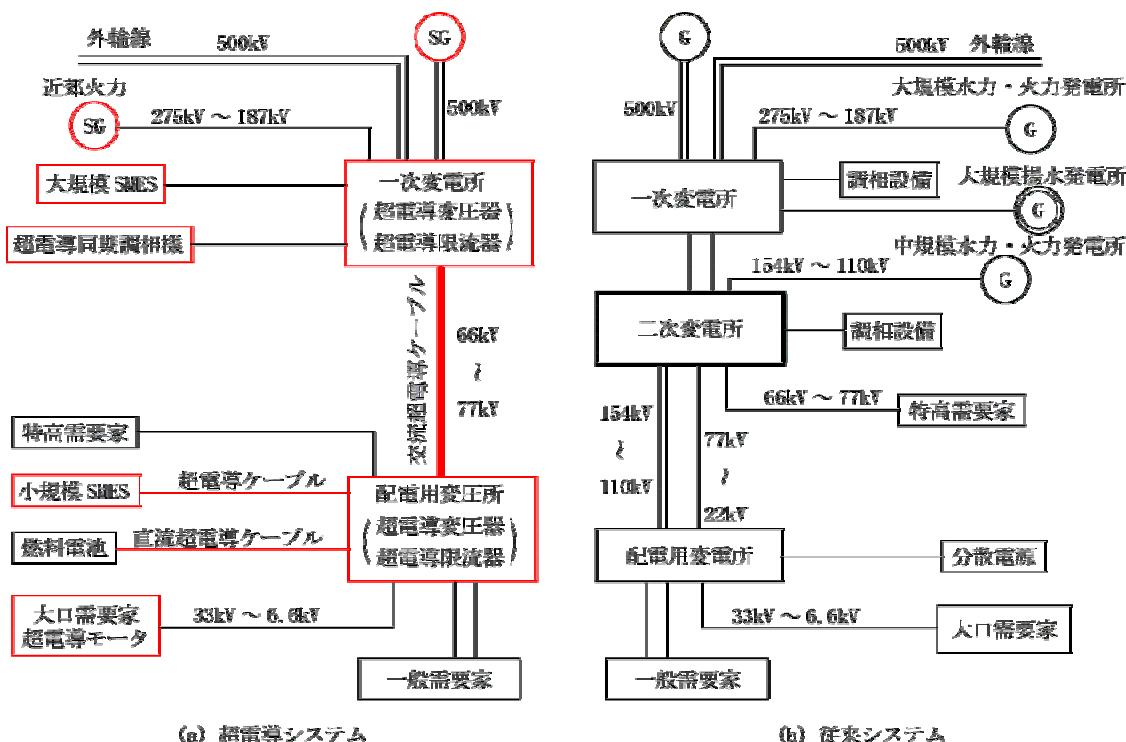 外輪線
500kV
SG
近郊火力
SG
275kV ～ 187kV
500kV
大規模 SMES
一次変電所
超電導変圧器
超電導限流器
超電導同期調相機
交流超電導ケーブル
66kV
～
77kV
特高需要家
小規模 SMES
超電導ケーブル
配電用変圧所
超電導変圧器
超電導限流器
燃料電池
直流超電導ケーブル
大口需要家
超電導モータ
33kV ～ 6.6kV
一般需要家
(a) 超電導システム
G
500kV 外輪線
500kV
大規模水力・火力発電所
275kV ～ 187kV
G
一次変電所
調相設備
大規模揚水発電所
G
中規模水力・火力発電所
154kV ～ 110kV
G
二次変電所
調相設備
66kV ～ 77kV
特高需要家
154kV
～
110kV
77kV
～
22kV
配電用変電所
分散電源
33kV ～ 6.6kV
大口需要家
一般需要家
(b) 従来システム